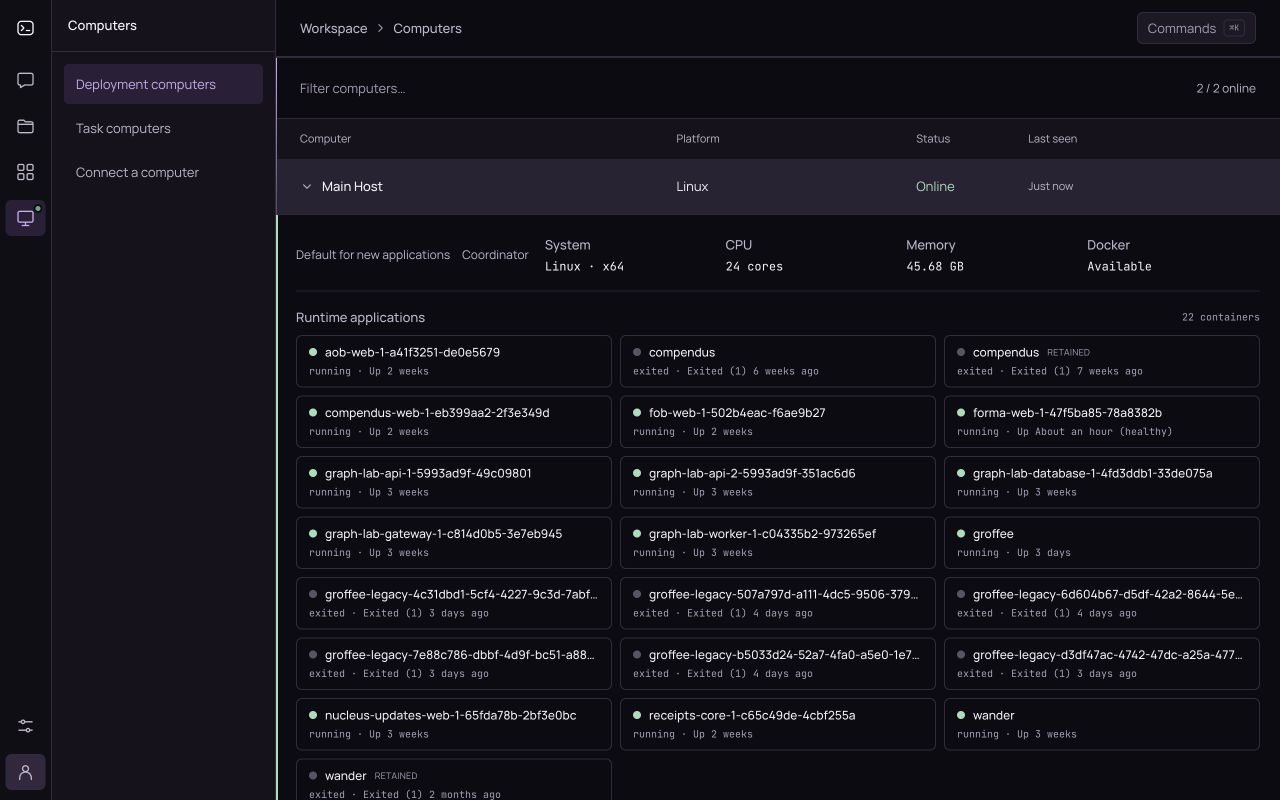 Computers
Deployment computers
Task computers
Connect a computer
Workspace > Computers
Commands ⌘K
Filter computers…
2 / 2 online
Computer Platform Status Last seen
Main Host Linux Online Just now
Default for new applications Coordinator
System CPU Memory Docker
Linux · x64 24 cores 45.68 GB Available
Runtime applications 22 containers
aob-web-1-a41f3251-de0e5679
running · Up 2 weeks
compendus
exited · Exited (1) 6 weeks ago
compendus RETAINED
exited · Exited (1) 7 weeks ago
compendus-web-1-eb399aa2-2f3e349d
running · Up 2 weeks
fob-web-1-502b4eac-f6ae9b27
running · Up 2 weeks
forma-web-1-47f5ba85-78a8382b
running · Up About an hour (healthy)
graph-lab-api-1-5993ad9f-49c09801
running · Up 3 weeks
graph-lab-api-2-5993ad9f-351ac6d6
running · Up 3 weeks
graph-lab-database-1-4fd3ddb1-33de075a
running · Up 3 weeks
graph-lab-gateway-1-c814d0b5-3e7eb945
running · Up 3 weeks
graph-lab-worker-1-c04335b2-973265ef
running · Up 3 weeks
groffee
running · Up 3 days
groffee-legacy-4c31dbd1-5cf4-4227-9c3d-7abf…
exited · Exited (1) 3 days ago
groffee-legacy-507a797d-a111-4dc5-9506-379…
exited · Exited (1) 4 days ago
groffee-legacy-6d604b67-d5df-42a2-8644-5e…
exited · Exited (1) 4 days ago
groffee-legacy-7e88c786-dbbf-4d9f-bc51-a88…
exited · Exited (1) 3 days ago
groffee-legacy-b5033d24-52a7-4fa0-a5e0-1e7…
exited · Exited (1) 4 days ago
groffee-legacy-d3df47ac-4742-47dc-a25a-477…
exited · Exited (1) 3 days ago
nucleus-updates-web-1-65fda78b-2bf3e0bc
running · Up 3 weeks
receipts-core-1-c65c49de-4cbf255a
running · Up 2 weeks
wander
running · Up 3 weeks
wander RETAINED
exited · Exited (1) 2 months ago